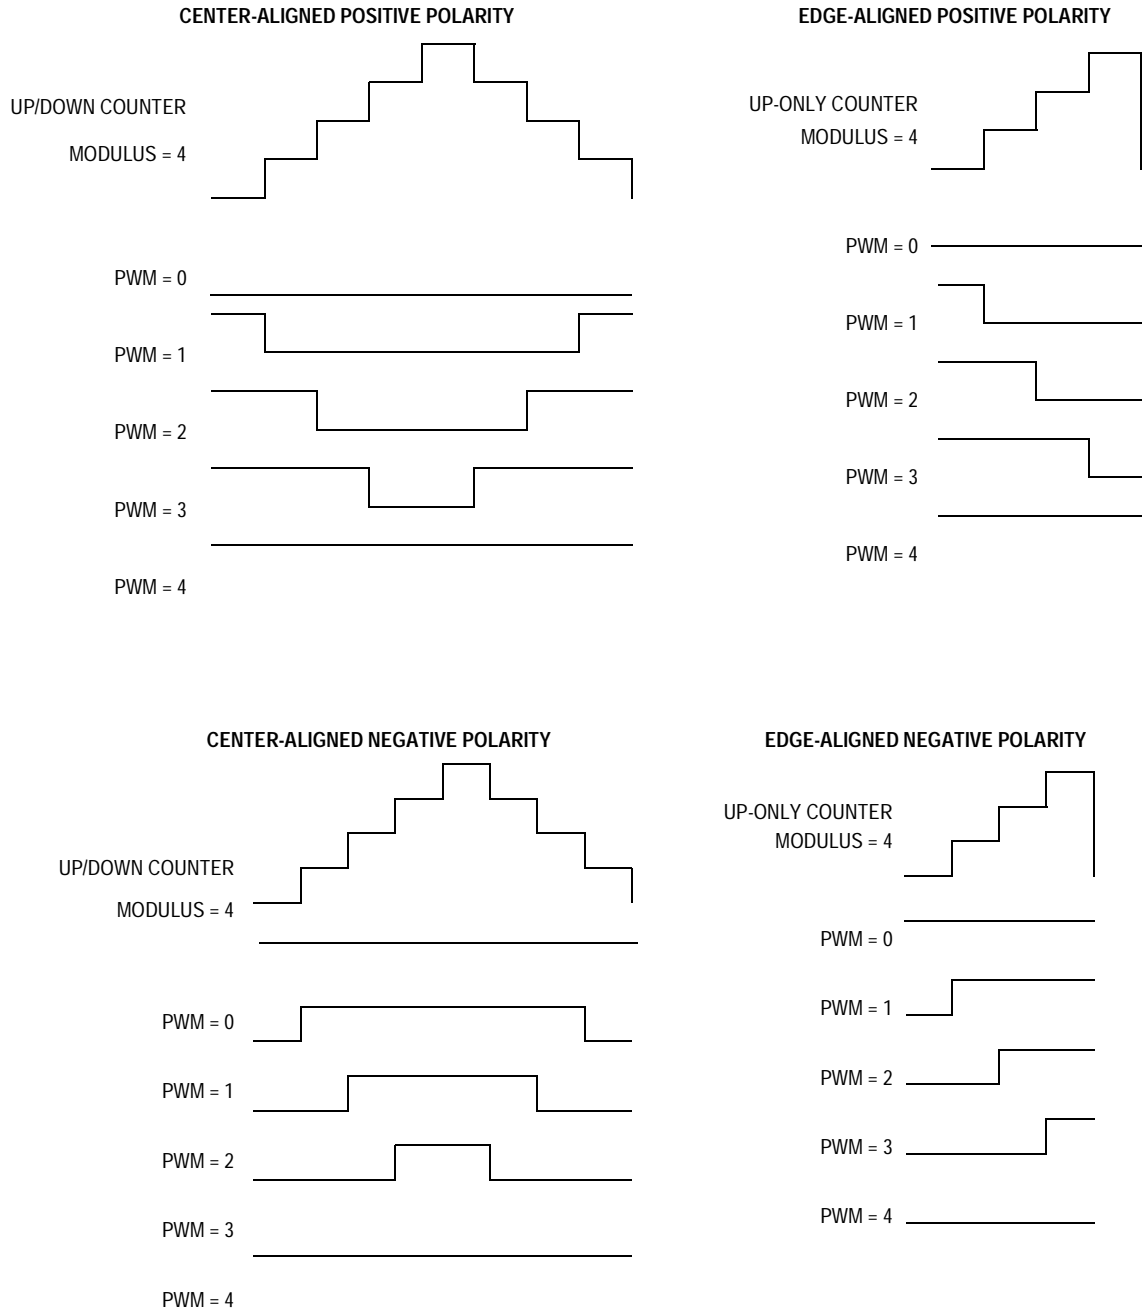 CENTER-ALIGNED POSITIVE POLARITY
UP/DOWN COUNTER
MODULUS = 4
PWM = 0
PWM = 1
PWM = 2
PWM = 3
PWM = 4
EDGE-ALIGNED POSITIVE POLARITY
UP-ONLY COUNTER
MODULUS = 4
PWM = 0
PWM = 1
PWM = 2
PWM = 3
PWM = 4
CENTER-ALIGNED NEGATIVE POLARITY
UP/DOWN COUNTER
MODULUS = 4
PWM = 0
PWM = 1
PWM = 2
PWM = 3
PWM = 4
EDGE-ALIGNED NEGATIVE POLARITY
UP-ONLY COUNTER
MODULUS = 4
PWM = 0
PWM = 1
PWM = 2
PWM = 3
PWM = 4